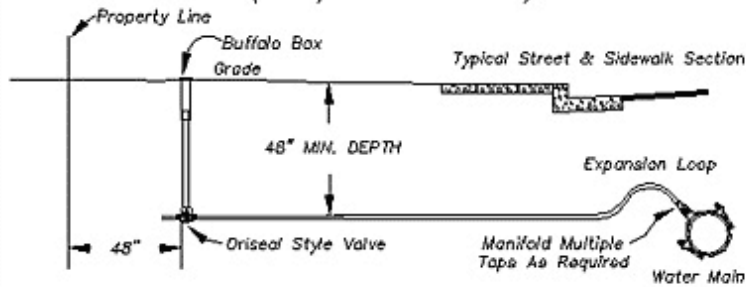 Property Line
Buffalo Box
Grade
Typical Street & Sidewalk Section
48" MIN. DEPTH
Expansion Loop
48"
Oriseal Style Valve
Manifold Multiple
Taps As Required
Water Main